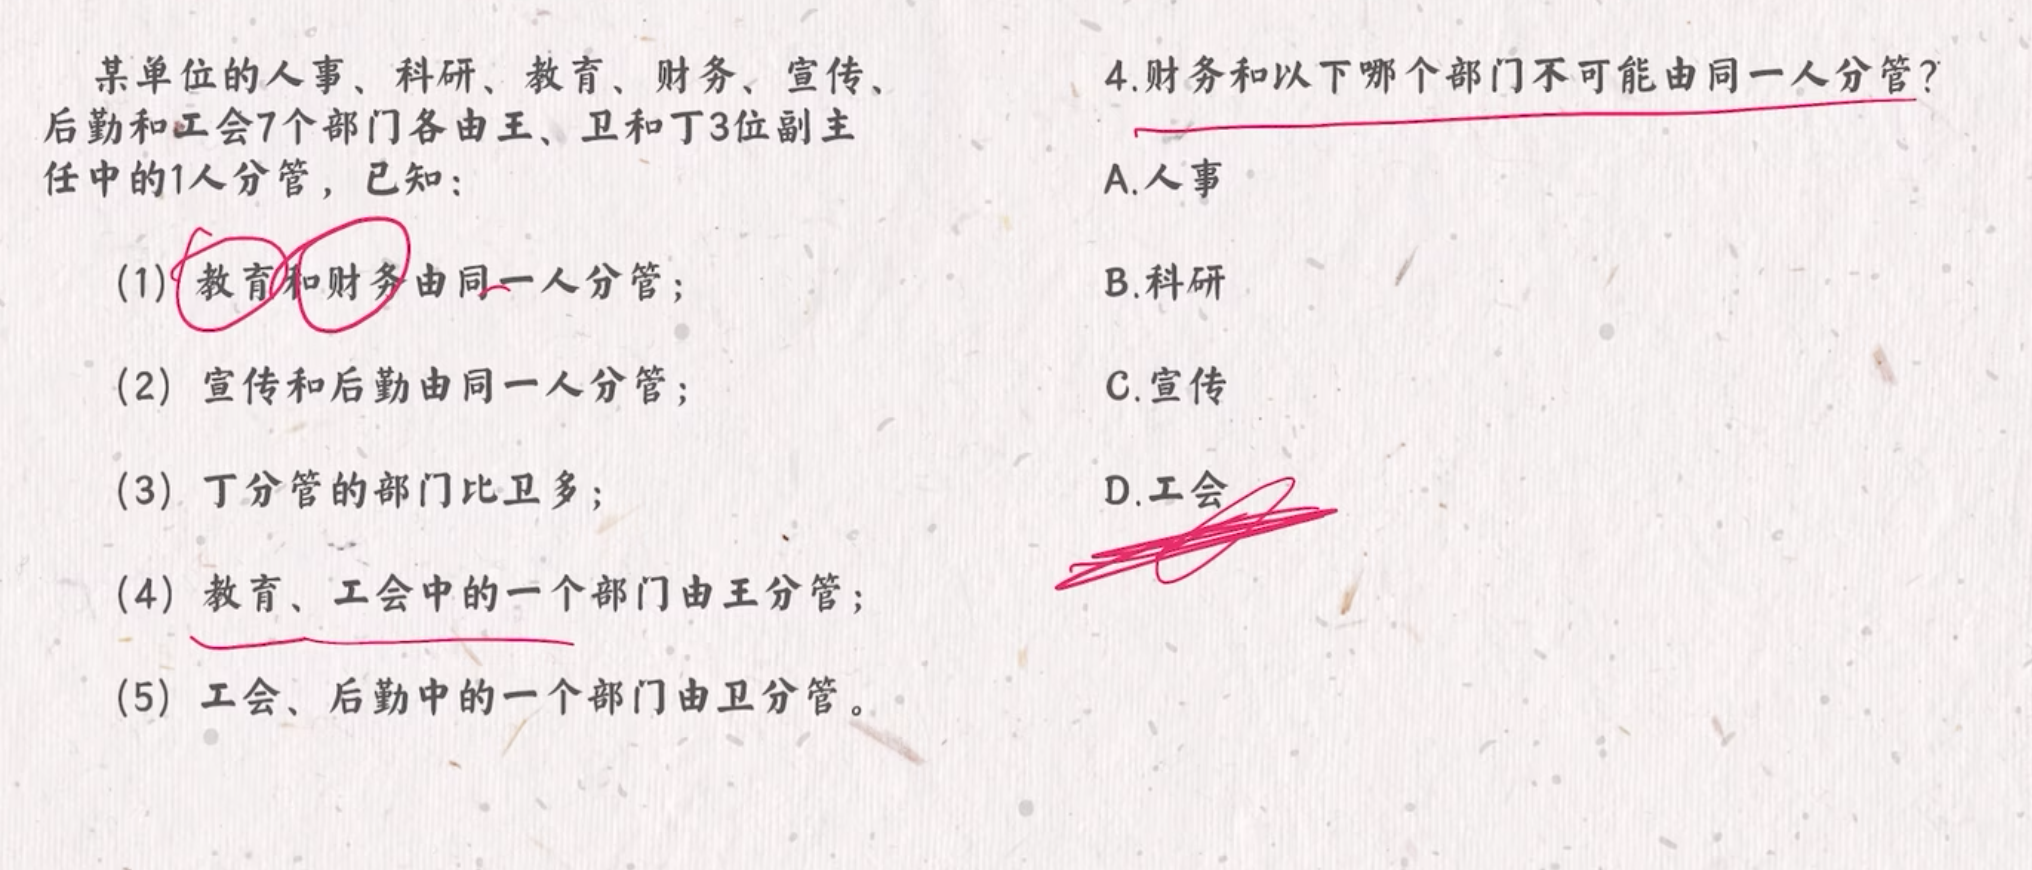 某单位的人事、科研、教育、财务、宣传、
后勤和工会7个部门各由王、卫和丁3位副主
任中的1人分管，已知：
（1）教育和财务由同一人分管；
（2）宣传和后勤由同一人分管；
（3）丁分管的部门比卫多；
（4）教育、工会中的一个部门由王分管；
（5）工会、后勤中的一个部门由卫分管。
4.财务和以下哪个部门不可能由同一人分管？
A.人事
B.科研
C.宣传
D.工会